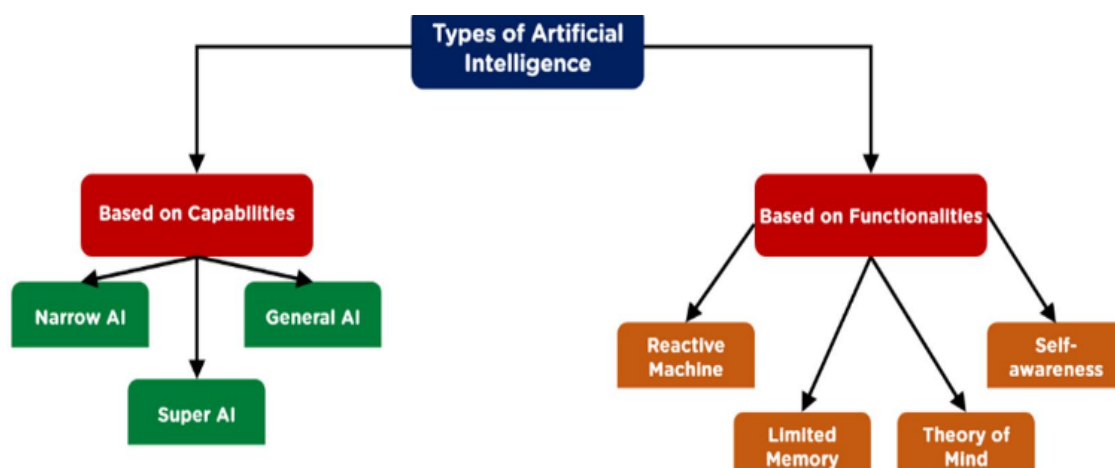 Types of Artificial
Intelligence
Based on Capabilities
Based on Functionalities
Narrow AI
General AI
Super AI
Reactive
Machine
Self-
awareness
Limited
Memory
Theory of
Mind